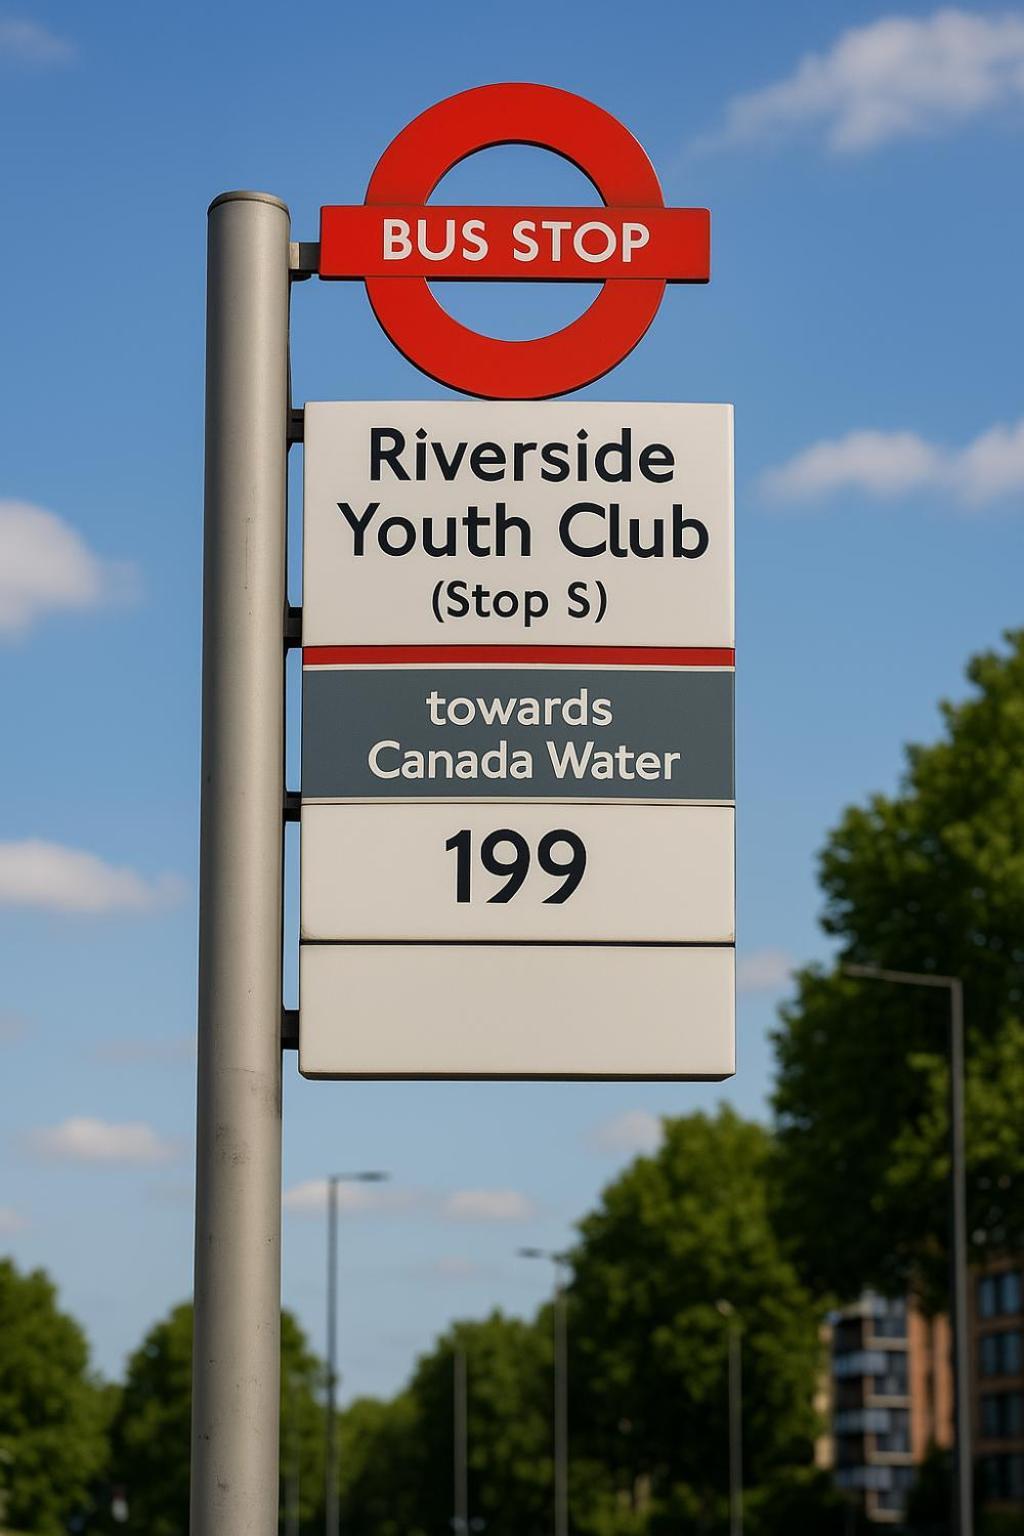 BUS STOP
Riverside
Youth Club
(Stop S)
towards
Canada Water
199